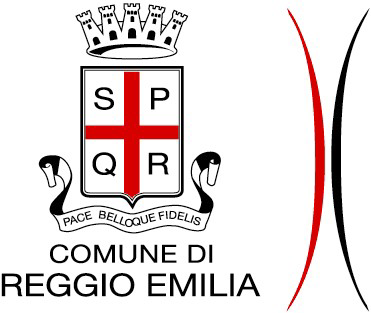 S P
Q R
PACE BELLOQUE FIDELIS
COMUNE DI
REGGIO EMILIA